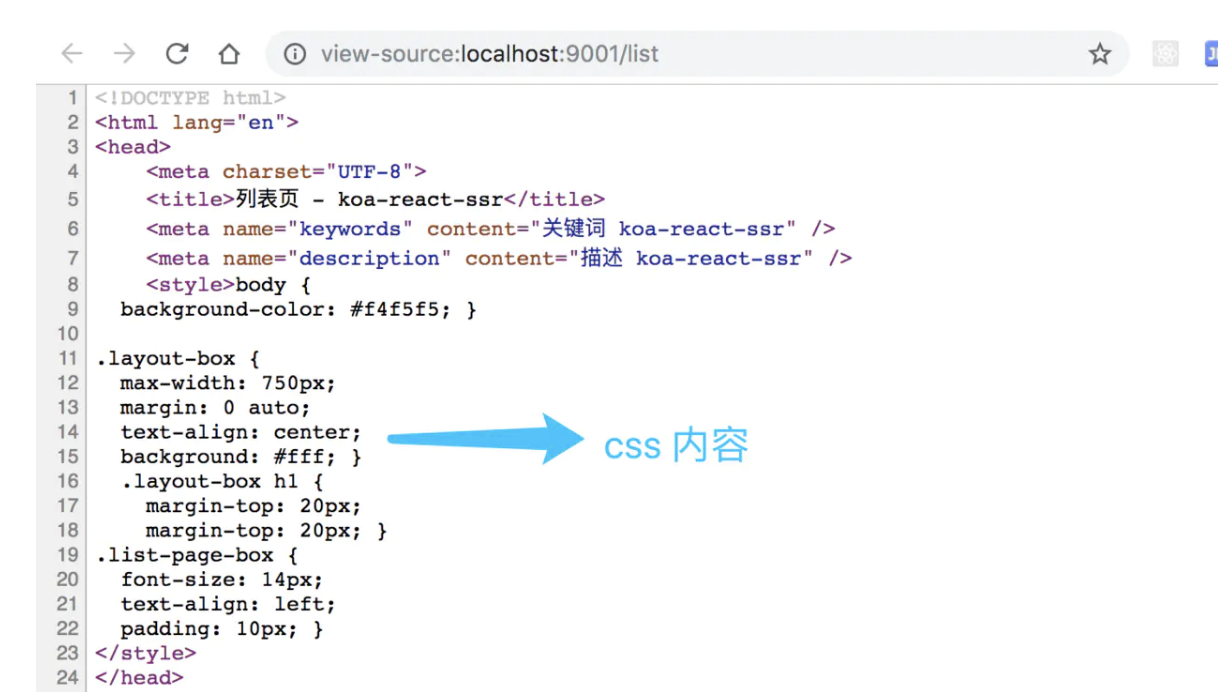 view-source:localhost:9001/list
1 <!DOCTYPE html>
2 <html lang="en">
3 <head>
4     <meta charset="UTF-8">
5     <title>列表页 - koa-react-ssr</title>
6     <meta name="keywords" content="关键词 koa-react-ssr" />
7     <meta name="description" content="描述 koa-react-ssr" />
8     <style>body {
9   background-color: #f4f5f5; }
10
11 .layout-box {
12   max-width: 750px;
13   margin: 0 auto;
14   text-align: center;
css 内容
15   background: #fff; }
16   .layout-box h1 {
17     margin-top: 20px;
18     margin-top: 20px; }
19 .list-page-box {
20   font-size: 14px;
21   text-align: left;
22   padding: 10px; }
23 </style>
24 </head>